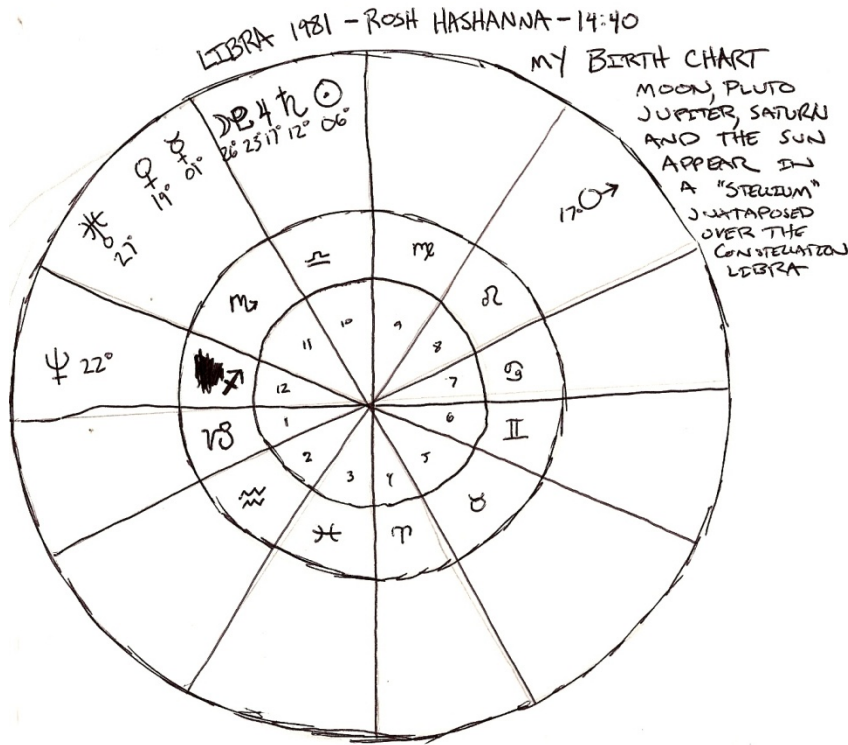 LIBRA 1981 - ROSH HASHANNA - 14:40
MY BIRTH CHART
MOON, PLUTO
JUPITER, SATURN
AND THE SUN
APPEAR IN
A "STELLIUM"
JUXTAPOSED
OVER THE
CONSTELLATION
LIBRA
☽ ♇ ♃ ♄ ☉
26° 23° 17° 12° 06°
♅ ♀ ☿
27° 19° 01°
17° ♂
♆ 22°
♎ ♍
♏ ♌
♐ ♋
♑ ♊
♒ ♉
♓ ♈
10 9
11 8
12 7
1 6
2 5
3 4